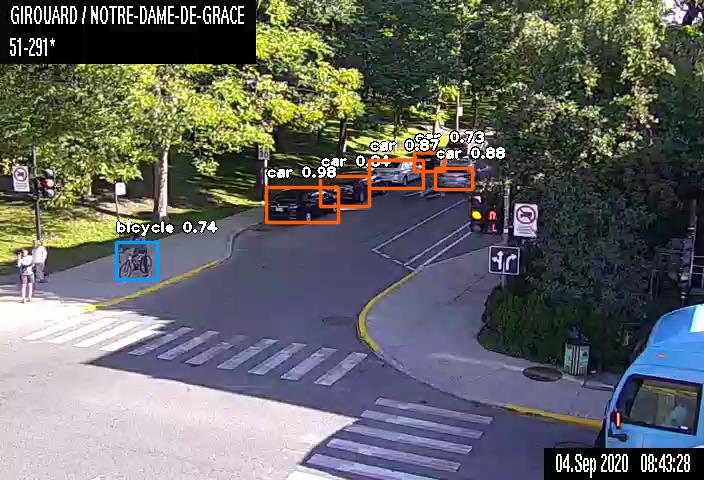 GIROUARD / NOTRE-DAME-DE-GRACE
51-291*
car 0.73
car 0.87
car 0.88
car 0.84
car 0.98
bicycle 0.74
04.Sep 2020 08:43:28